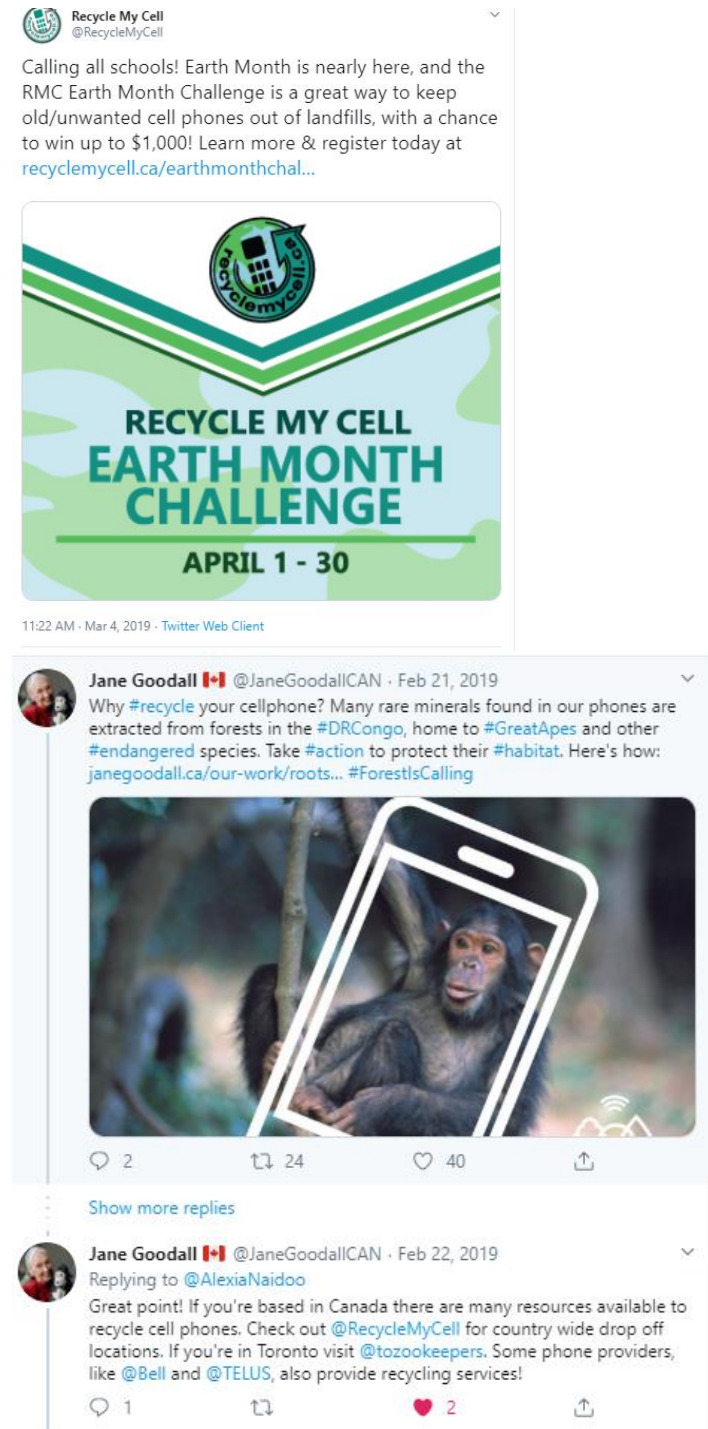 Recycle My Cell
@RecycleMyCell
Calling all schools! Earth Month is nearly here, and the
RMC Earth Month Challenge is a great way to keep
old/unwanted cell phones out of landfills, with a chance
to win up to $1,000! Learn more & register today at
recyclemycell.ca/earthmonthchal...
recyclemycell.ca
RECYCLE MY CELL
EARTH MONTH
CHALLENGE
APRIL 1 - 30
11:22 AM · Mar 4, 2019 · Twitter Web Client
Jane Goodall 🇨🇦 @JaneGoodallCAN · Feb 21, 2019
Why #recycle your cellphone? Many rare minerals found in our phones are
extracted from forests in the #DRCongo, home to #GreatApes and other
#endangered species. Take #action to protect their #habitat. Here's how:
janegoodall.ca/our-work/roots... #ForestIsCalling
2 24 40
Show more replies
Jane Goodall 🇨🇦 @JaneGoodallCAN · Feb 22, 2019
Replying to @AlexiaNaidoo
Great point! If you're based in Canada there are many resources available to
recycle cell phones. Check out @RecycleMyCell for country wide drop off
locations. If you're in Toronto visit @tozookeepers. Some phone providers,
like @Bell and @TELUS, also provide recycling services!
1 2